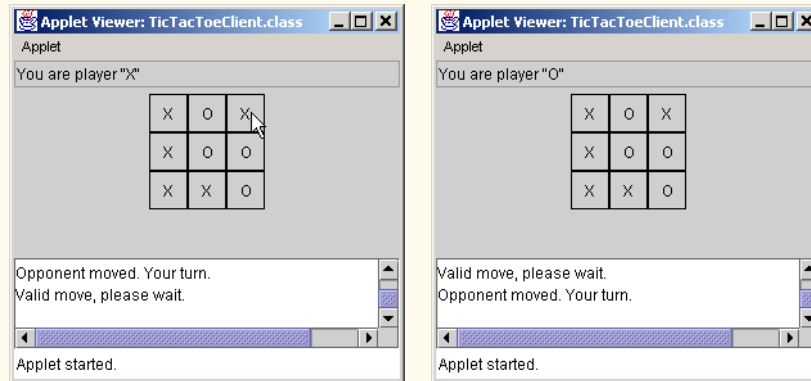 Applet Viewer: TicTacToeClient.class
Applet
You are player "X"
X O X
X O O
X X O
Opponent moved. Your turn.
Valid move, please wait.
Applet started.
Applet Viewer: TicTacToeClient.class
Applet
You are player "O"
X O X
X O O
X X O
Valid move, please wait.
Opponent moved. Your turn.
Applet started.